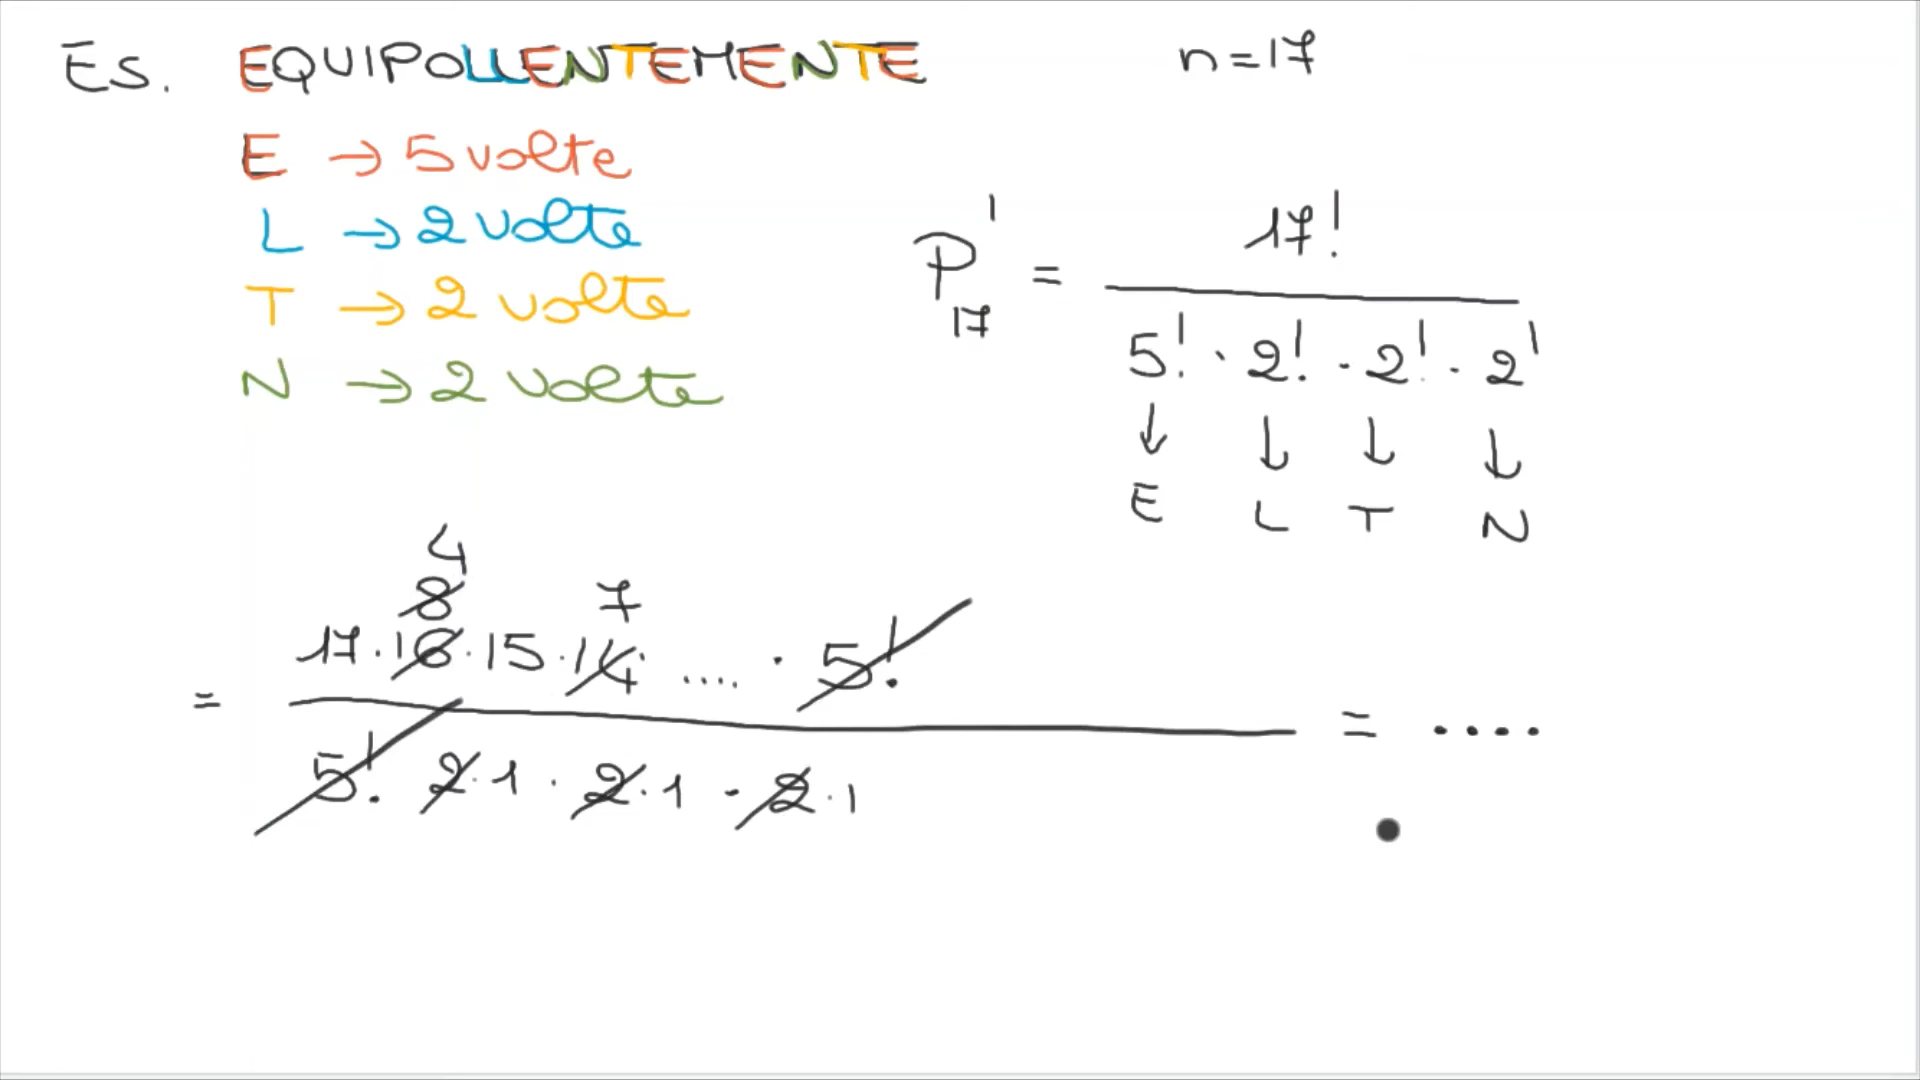 Es. EQUIPOLLENTEMENTE n=17
E → 5 volte
L → 2 volte
T → 2 volte
N → 2 volte
P'17 = 17!
5! · 2! · 2! · 2!
↓ ↓ ↓ ↓
E L T N
4
8 7
17 · 16 · 15 · 14 · .... · 5!
= = ....
5! 2·1 · 2·1 · 2·1